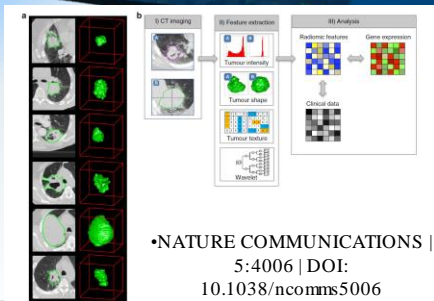 a
b
I) CT imaging
II) Feature extraction
III) Analysis
Tumour intensity
Tumour shape
Tumour texture
Wavelet
Radiomic features
Gene expression
Clinical data
•NATURE COMMUNICATIONS |
5:4006 | DOI:
10.1038/ncomms5006